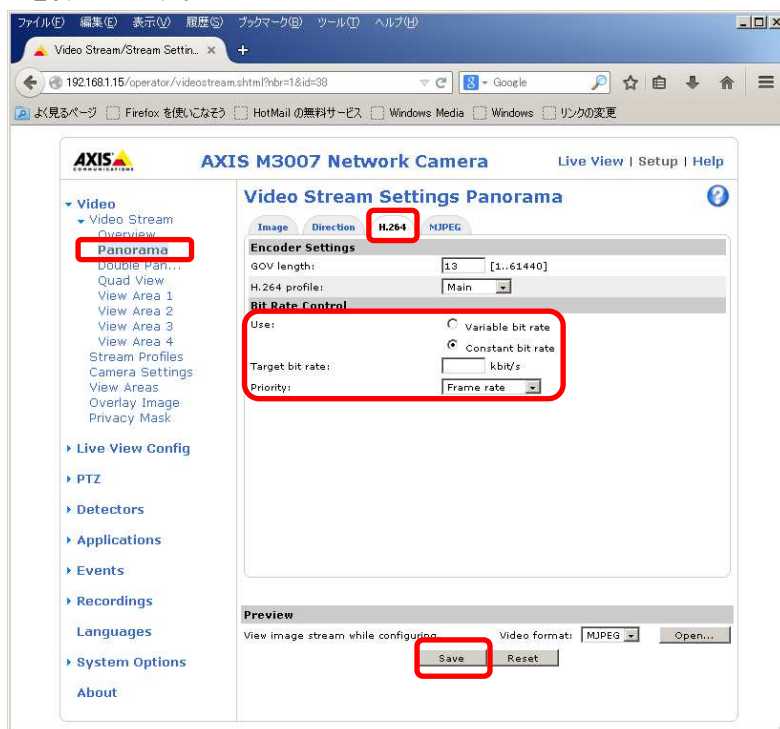 ファイル(F) 編集(E) 表示(V) 履歴(S) ブックマーク(B) ツール(T) ヘルプ(H)
Video Stream/Stream Settin... × +
192.168.1.15/operator/videostream.shtml?nbr=1&id=38
8 - Google
よく見るページ Firefox を使いこなそう HotMail の無料サービス Windows Media Windows リンクの変更
AXIS
COMMUNICATIONS
AXIS M3007 Network Camera
Live View | Setup | Help
Video
Video Stream
Overview
Panorama
Double Pan...
Quad View
View Area 1
View Area 2
View Area 3
View Area 4
Stream Profiles
Camera Settings
View Areas
Overlay Image
Privacy Mask
Live View Config
PTZ
Detectors
Applications
Events
Recordings
Languages
System Options
About
Video Stream Settings Panorama
?
Image Direction H.264 MJPEG
Encoder Settings
GOV length: 13 [1..61440]
H.264 profile: Main
Bit Rate Control
Use: Variable bit rate
Constant bit rate
Target bit rate: kbit/s
Priority: Frame rate
Preview
View image stream while configuring. Video format: MJPEG Open...
Save Reset